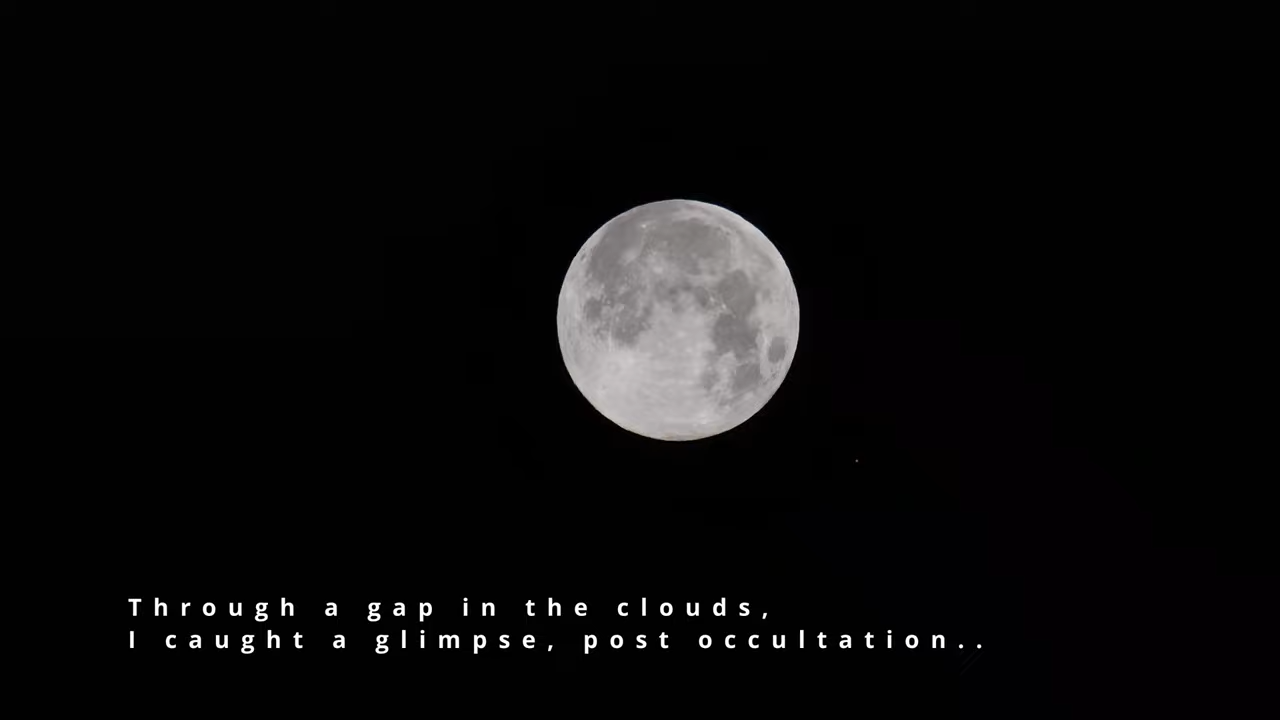 Through a gap in the clouds,
I caught a glimpse, post occultation..